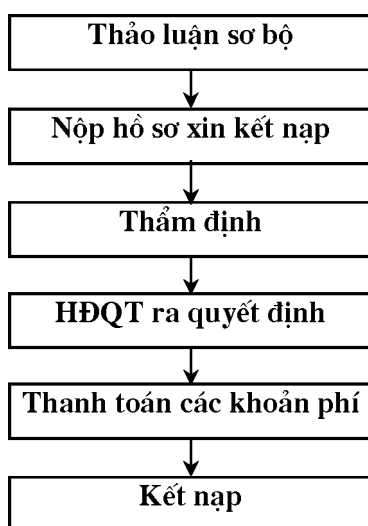 Thảo luận sơ bộ
Nộp hồ sơ xin kết nạp
Thẩm định
HĐQT ra quyết định
Thanh toán các khoản phí
Kết nạp